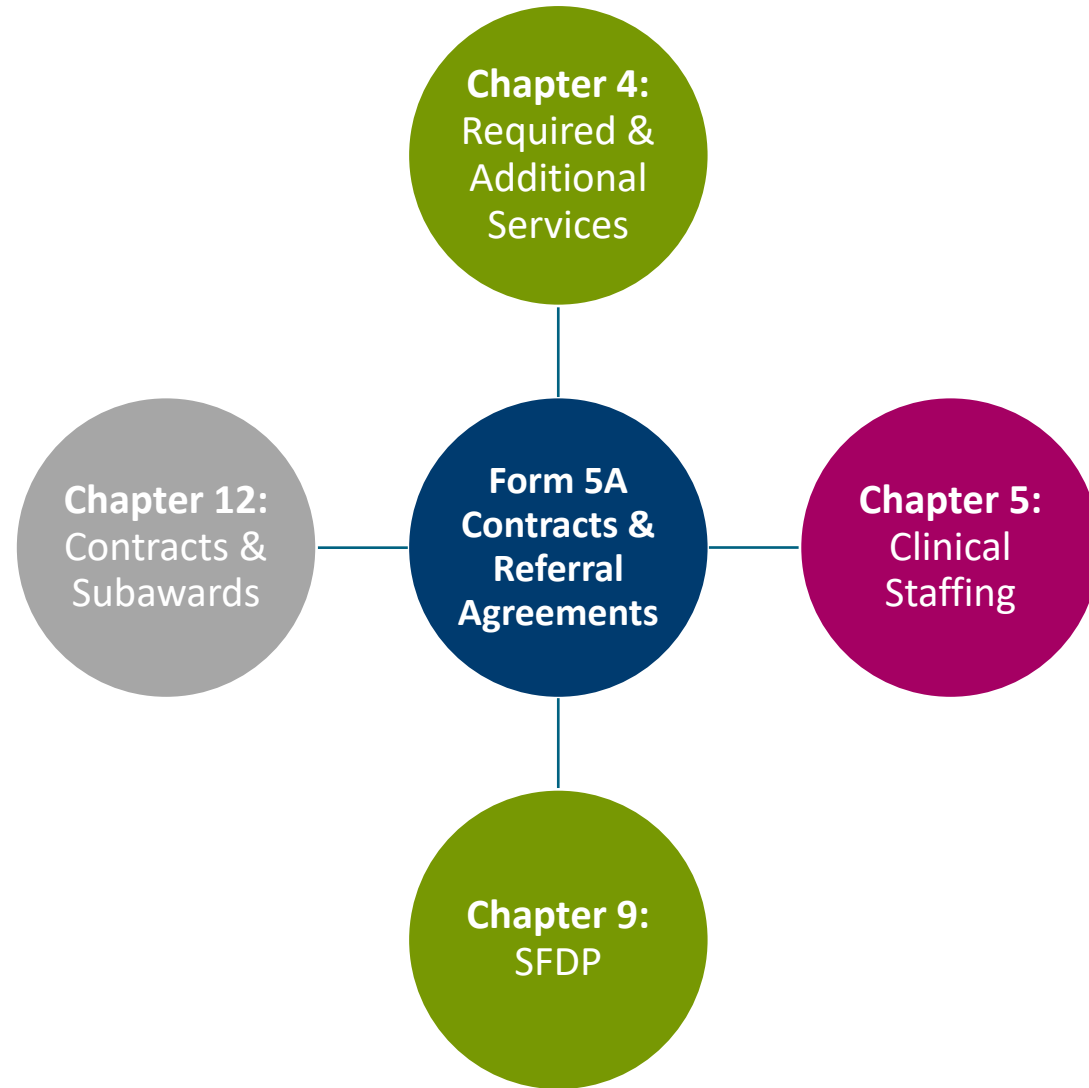 Chapter 4:
Required &
Additional
Services
Chapter 12:
Contracts &
Subawards
Form 5A
Contracts &
Referral
Agreements
Chapter 5:
Clinical
Staffing
Chapter 9:
SFDP